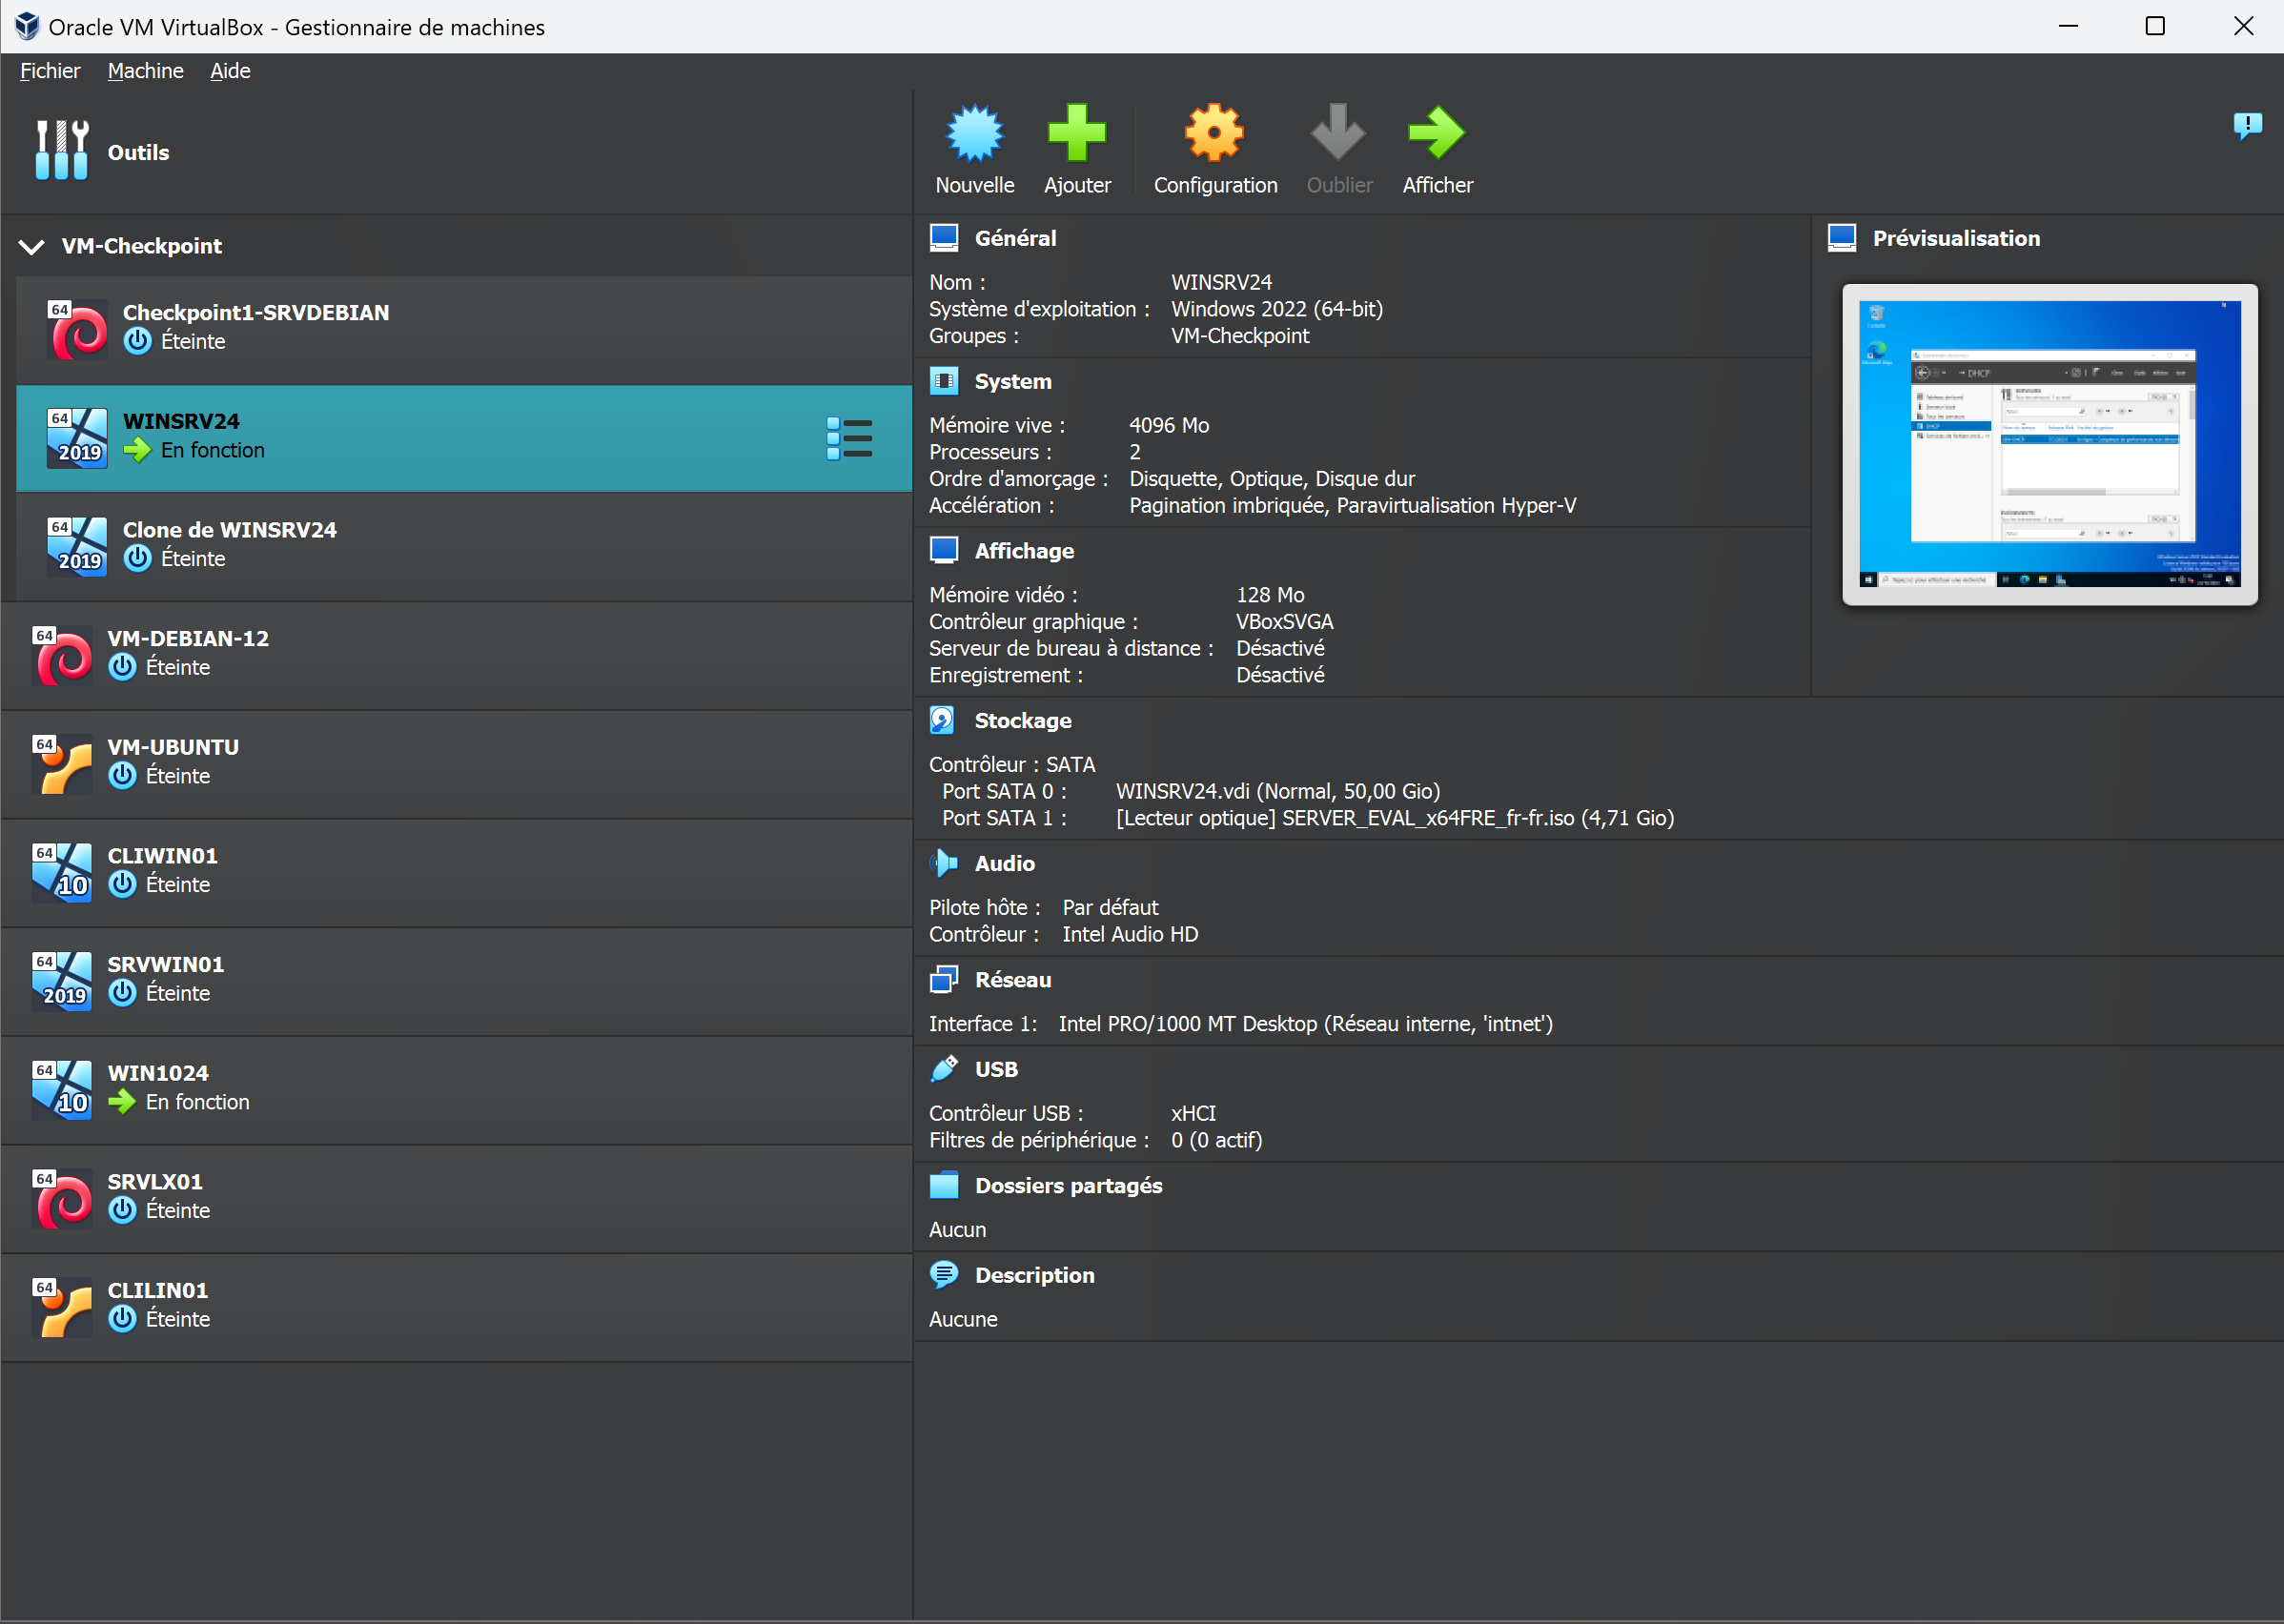 Oracle VM VirtualBox - Gestionnaire de machines
Fichier Machine Aide
Outils
Nouvelle Ajouter Configuration Oublier Afficher
VM-Checkpoint
64
Checkpoint1-SRVDEBIAN
Éteinte
64
2019
WINSRV24
En fonction
64
2019
Clone de WINSRV24
Éteinte
64
VM-DEBIAN-12
Éteinte
64
VM-UBUNTU
Éteinte
64
10
CLIWIN01
Éteinte
64
2019
SRVWIN01
Éteinte
64
10
WIN1024
En fonction
64
SRVLX01
Éteinte
64
CLILIN01
Éteinte
Général
Nom : WINSRV24
Système d'exploitation : Windows 2022 (64-bit)
Groupes : VM-Checkpoint
System
Mémoire vive : 4096 Mo
Processeurs : 2
Ordre d'amorçage : Disquette, Optique, Disque dur
Accélération : Pagination imbriquée, Paravirtualisation Hyper-V
Affichage
Mémoire vidéo : 128 Mo
Contrôleur graphique : VBoxSVGA
Serveur de bureau à distance : Désactivé
Enregistrement : Désactivé
Prévisualisation
DHCP
Stockage
Contrôleur : SATA
Port SATA 0 : WINSRV24.vdi (Normal, 50,00 Gio)
Port SATA 1 : [Lecteur optique] SERVER_EVAL_x64FRE_fr-fr.iso (4,71 Gio)
Audio
Pilote hôte : Par défaut
Contrôleur : Intel Audio HD
Réseau
Interface 1: Intel PRO/1000 MT Desktop (Réseau interne, 'intnet')
USB
Contrôleur USB : xHCI
Filtres de périphérique : 0 (0 actif)
Dossiers partagés
Aucun
Description
Aucune